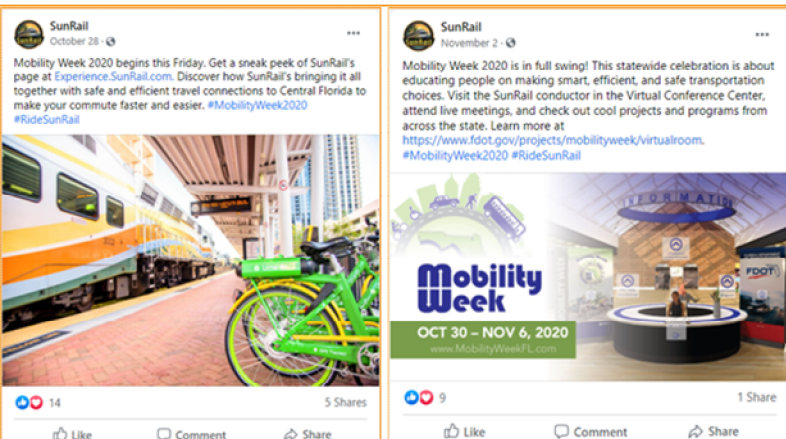 SunRail
October 28 ·
Mobility Week 2020 begins this Friday. Get a sneak peek of SunRail's
page at Experience.SunRail.com. Discover how SunRail's bringing it all
together with safe and efficient travel connections to Central Florida to
make your commute faster and easier. #MobilityWeek2020
#RideSunRail
14
5 Shares
Like
Comment
Share
SunRail
November 2 ·
Mobility Week 2020 is in full swing! This statewide celebration is about
educating people on making smart, efficient, and safe transportation
choices. Visit the SunRail conductor in the Virtual Conference Center,
attend live meetings, and check out cool projects and programs from
across the state. Learn more at
https://www.fdot.gov/projects/mobilityweek/virtualroom.
#MobilityWeek2020 #RideSunRail
INFORMATION
FDOT
Mobility
Week
OCT 30 – NOV 6, 2020
www.MobilityWeekFL.com
9
1 Share
Like
Comment
Share